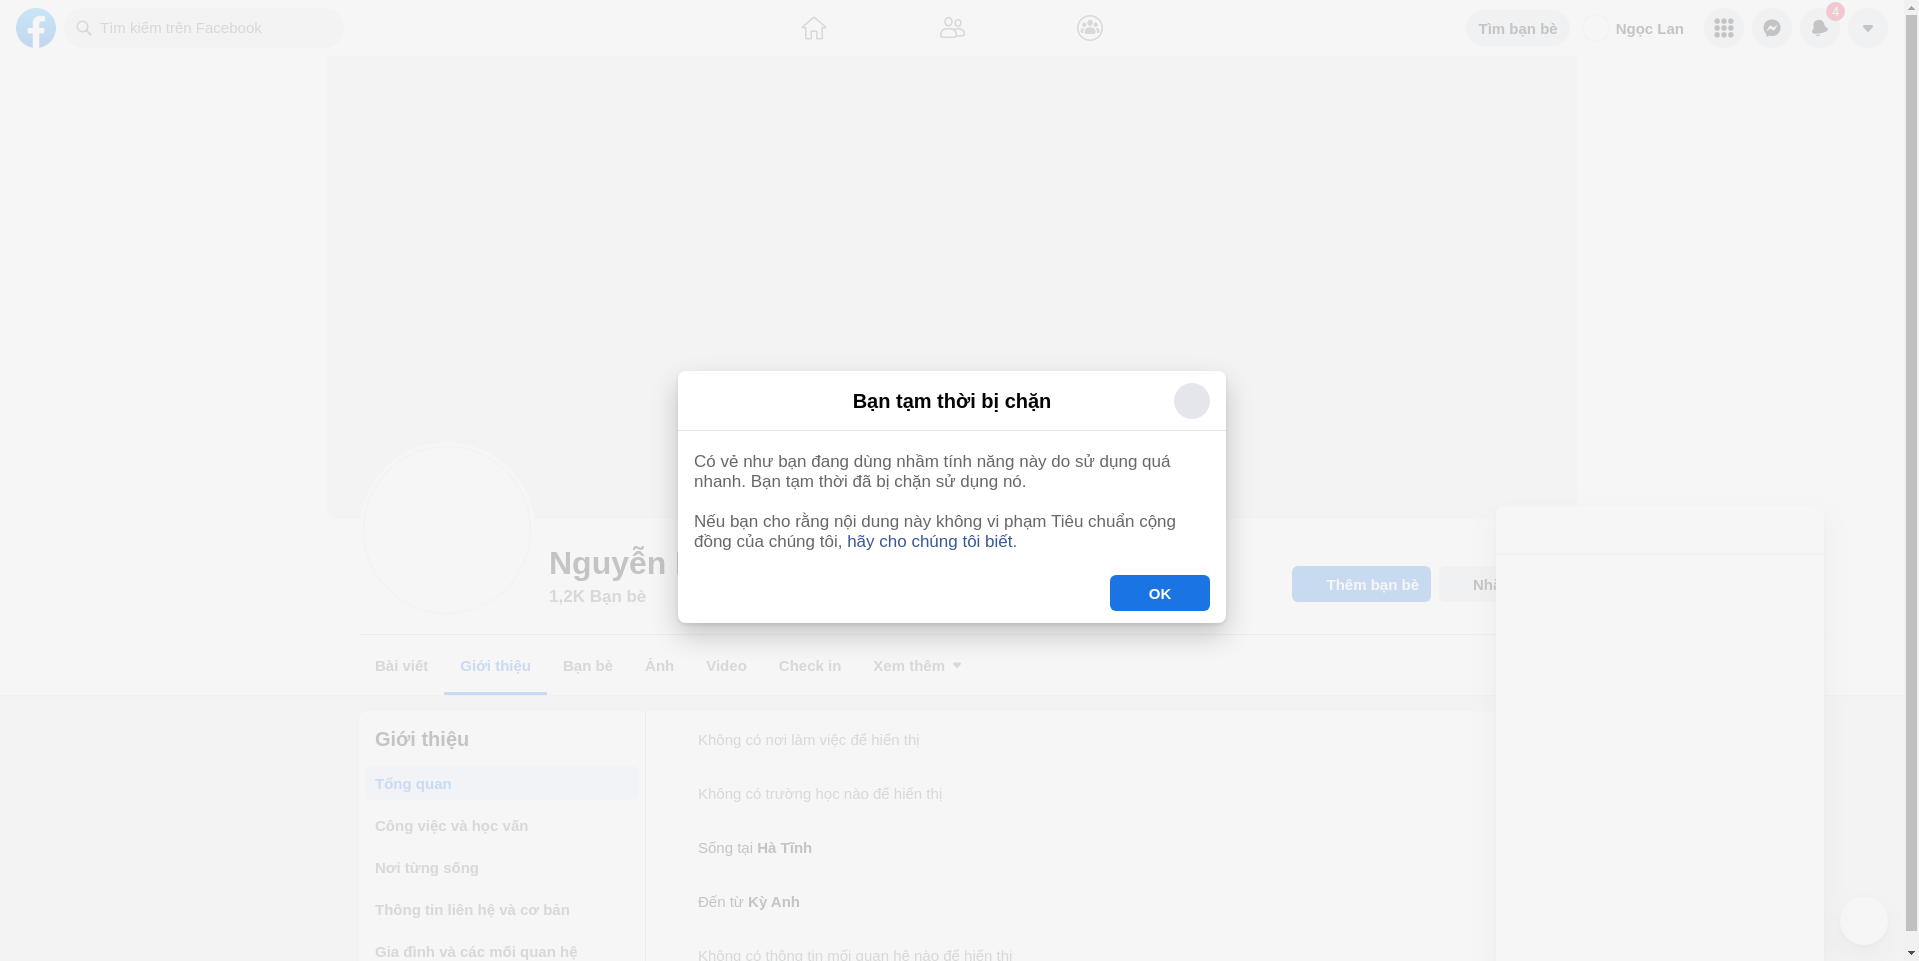 Tìm kiếm trên Facebook
Tìm bạn bè
Ngọc Lan
4
Bạn tạm thời bị chặn
Có vẻ như bạn đang dùng nhầm tính năng này do sử dụng quá
nhanh. Bạn tạm thời đã bị chặn sử dụng nó.
Nếu bạn cho rằng nội dung này không vi phạm Tiêu chuẩn cộng
đồng của chúng tôi, hãy cho chúng tôi biết.
OK
Nguyễn
1,2K Bạn bè
Thêm bạn bè
Bài viết
Giới thiệu
Bạn bè
Ảnh
Video
Check in
Xem thêm
Giới thiệu
Tổng quan
Công việc và học vấn
Nơi từng sống
Thông tin liên hệ và cơ bản
Gia đình và các mối quan hệ
Không có nơi làm việc để hiển thị
Không có trường học nào để hiển thị
Sống tại Hà Tĩnh
Đến từ Kỳ Anh
Không có thông tin mối quan hệ nào để hiển thị